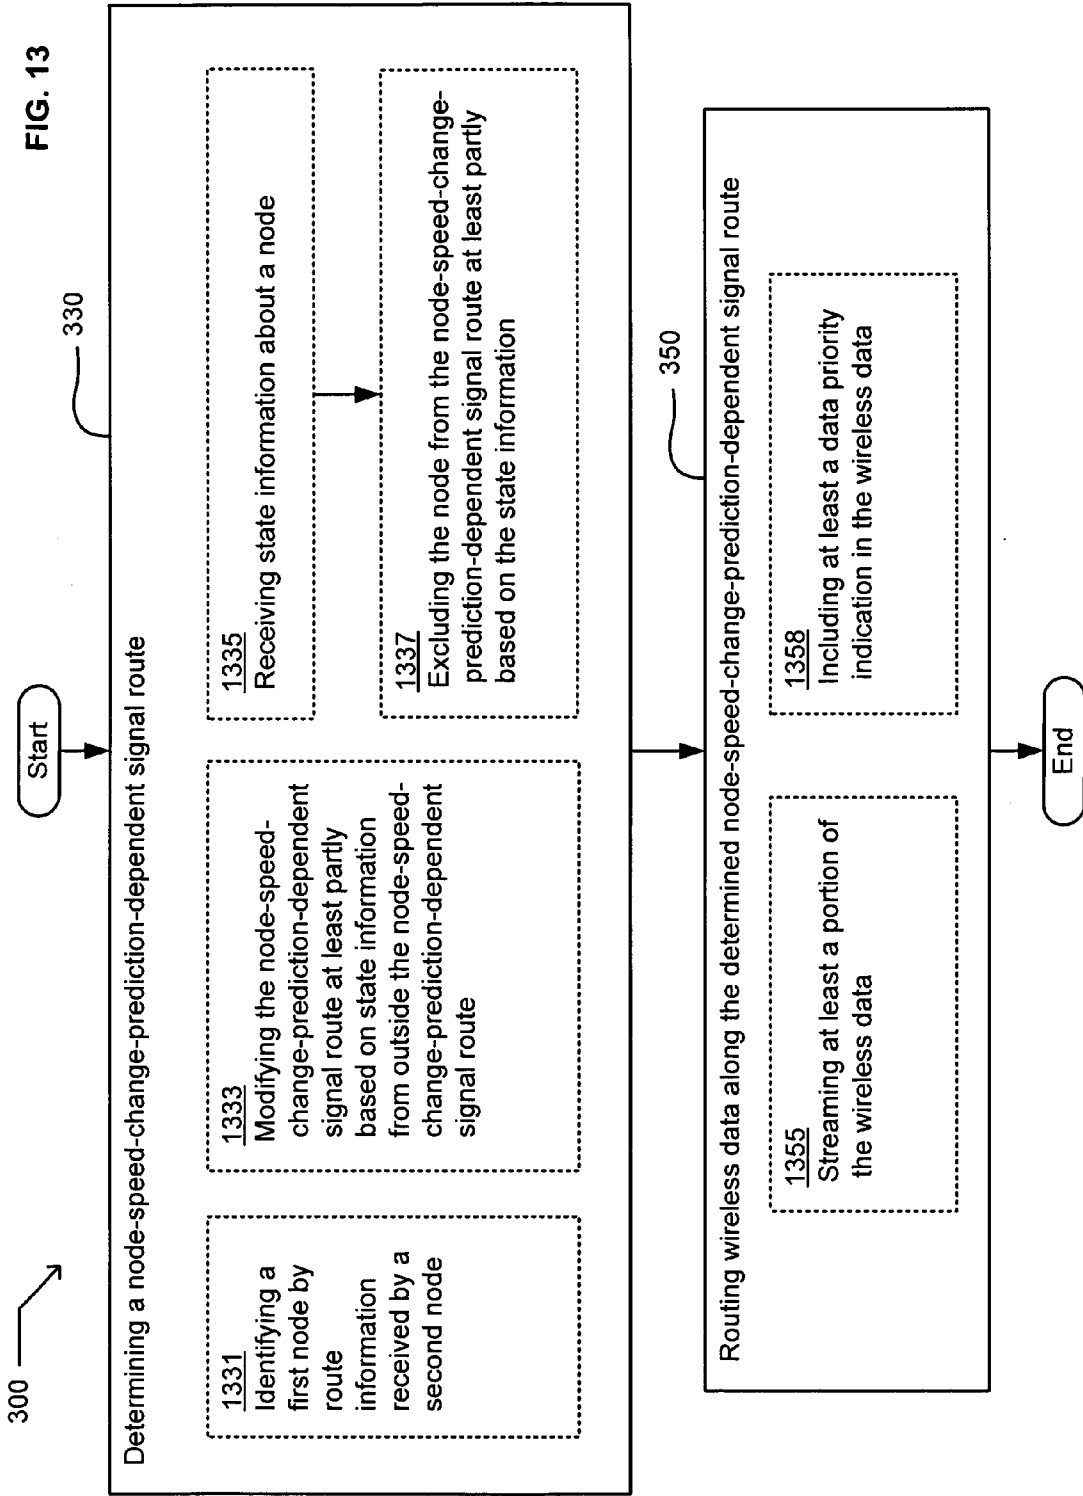 FIG. 13
300
Start
330
Determining a node-speed-change-prediction-dependent signal route
1331
Identifying a
first node by
route
information
received by a
second node
1333
Modifying the node-speed-
change-prediction-dependent
signal route at least partly
based on state information
from outside the node-speed-
change-prediction-dependent
signal route
1335
Receiving state information about a node
1337
Excluding the node from the node-speed-change-
prediction-dependent signal route at least partly
based on the state information
350
Routing wireless data along the determined node-speed-change-prediction-dependent signal route
1355
Streaming at least a portion of
the wireless data
1358
Including at least a data priority
indication in the wireless data
End